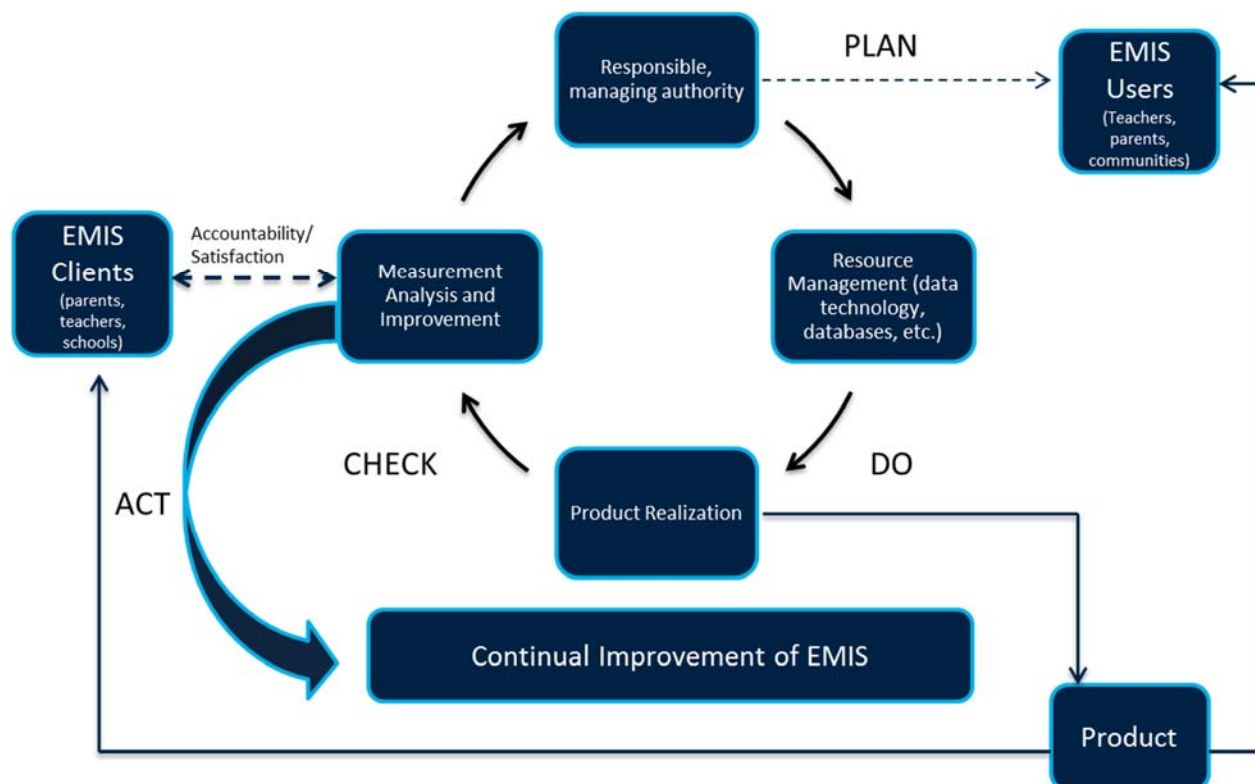 Responsible,
managing authority
PLAN
EMIS
Users
(Teachers,
parents,
communities)
EMIS
Clients
(parents,
teachers,
schools)
Accountability/
Satisfaction
Measurement
Analysis and
Improvement
Resource
Management (data
technology,
databases, etc.)
CHECK
DO
ACT
Product Realization
Continual Improvement of EMIS
Product